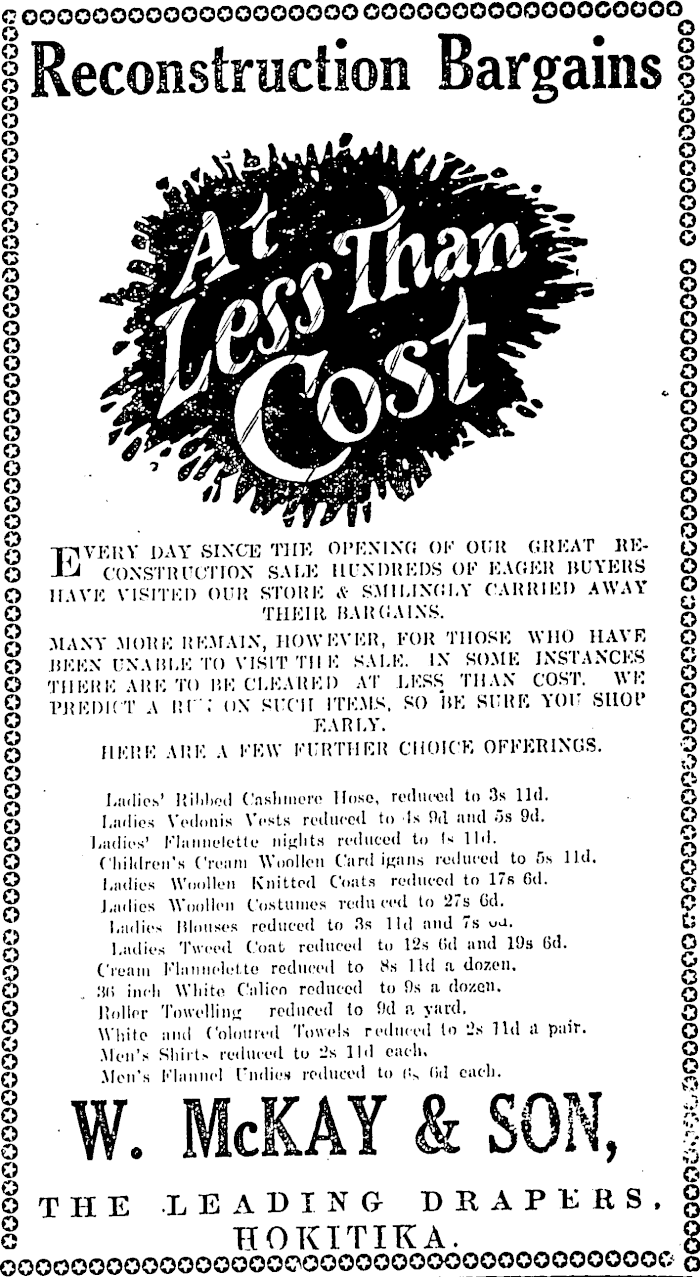 Reconstruction Bargains
At
Less Than
Cost
EVERY DAY SINCE THE OPENING OF OUR GREAT RE-
CONSTRUCTION SALE HUNDREDS OF EAGER BUYERS
HAVE VISITED OUR STORE & SMILINGLY CARRIED AWAY
THEIR BARGAINS.
MANY MORE REMAIN, HOWEVER, FOR THOSE WHO HAVE
BEEN UNABLE TO VISIT THE SALE. IN SOME INSTANCES
THERE ARE TO BE CLEARED AT LESS THAN COST. WE
PREDICT A ON SUCH ITEMS, SO BE SURE YOU SHOP
EARLY.
HERE ARE A FEW FURTHER CHOICE OFFERINGS.
Ladies' Ribbed Cashmere Hose, reduced to 3s 11d.
Ladies Vedonis Vests reduced to 4s 9d and 5s 9d.
Ladies' Flannelette nights reduced to 4s 11d.
Children's Cream Woollen Cardigans reduced to 5s 11d.
Ladies Woollen Knitted Coats reduced to 17s 6d.
Ladies Woollen Costumes reduced to 27s 6d.
Ladies Blouses reduced to 3s 11d and 7s
Ladies Tweed Coat reduced to 12s 6d and 19s 6d.
Cream Flannelette reduced to 8s 11d a dozen.
36 inch White Calico reduced to 9s a dozen.
Roller Towelling reduced to 9d a yard.
White and Coloured Towels reduced to 2s 11d a pair.
Men's Shirts reduced to 2s 11d each.
Men's Flannel Undies reduced to 6s 6d each.
W. McKAY & SON,
THE LEADING DRAPERS.
HOKITIKA.